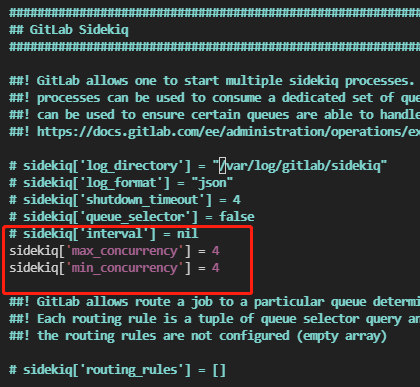 ################################################################
## GitLab Sidekiq
################################################################
##! GitLab allows one to start multiple sidekiq processes.
##! processes can be used to consume a dedicated set of
##! can be used to ensure certain queues are able to handle
##! https://docs.gitlab.com/ee/administration/operations/
# sidekiq['log_directory'] = "/var/log/gitlab/sidekiq"
# sidekiq['log_format'] = "json"
# sidekiq['shutdown_timeout'] = 4
# sidekiq['queue_selector'] = false
# sidekiq['interval'] = nil
sidekiq['max_concurrency'] = 4
sidekiq['min_concurrency'] = 4
##! GitLab allows route a job to a particular queue
##! Each routing rule is a tuple of queue selector query
##! the routing rules are not configured (empty array)
# sidekiq['routing_rules'] = []